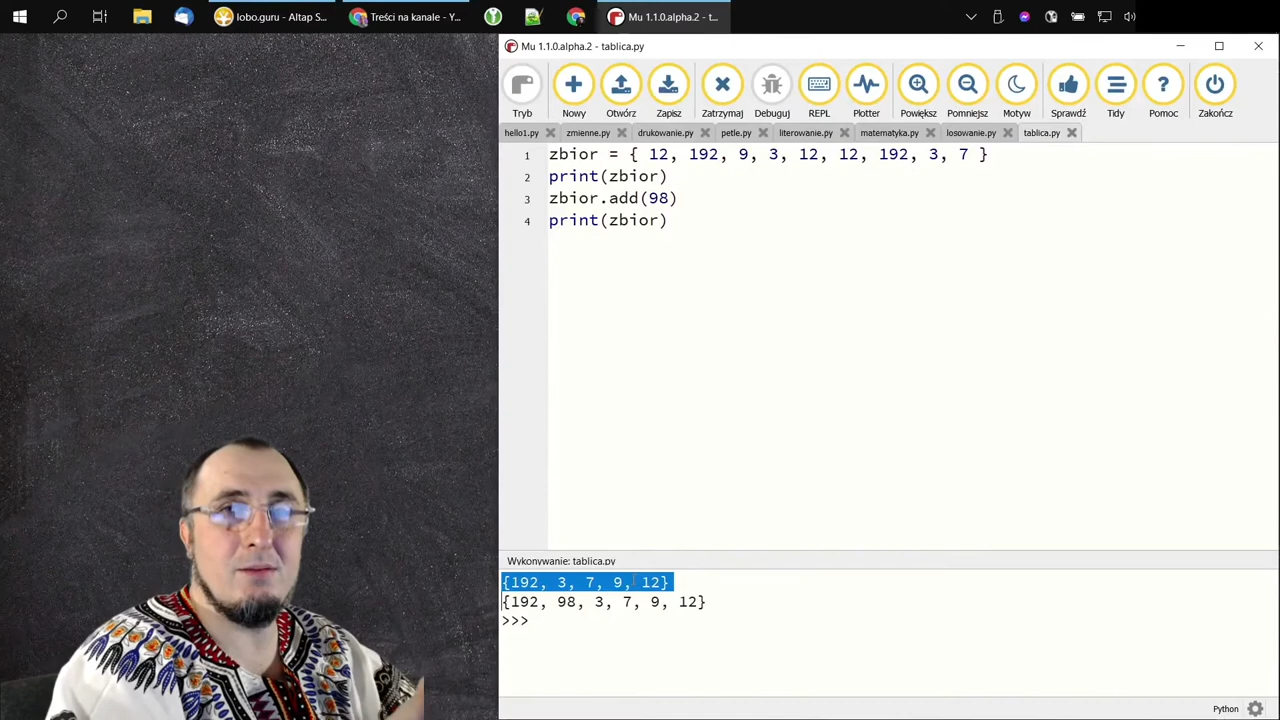 lobo.guru - Altap S...
Treści na kanale - Y...
Mu 1.1.0.alpha.2 - t...
Mu 1.1.0.alpha.2 - tablica.py
Tryb Nowy Otwórz Zapisz Zatrzymaj Debuguj REPL Plotter Powiększ Pomniejsz Motyw Sprawdź Tidy Pomoc Zakończ
hello1.py zmienne.py drukowanie.py petle.py literowanie.py matematyka.py losowanie.py tablica.py
1 zbior = { 12, 192, 9, 3, 12, 12, 192, 3, 7 }
2 print(zbior)
3 zbior.add(98)
4 print(zbior)
Wykonywanie: tablica.py
{192, 3, 7, 9, 12}
{192, 98, 3, 7, 9, 12}
>>>
Python